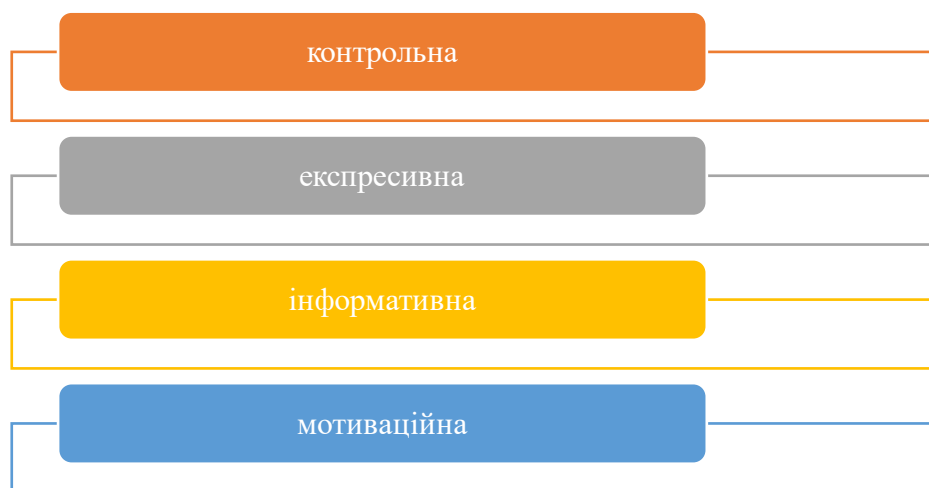 контрольна
експресивна
інформативна
мотиваційна